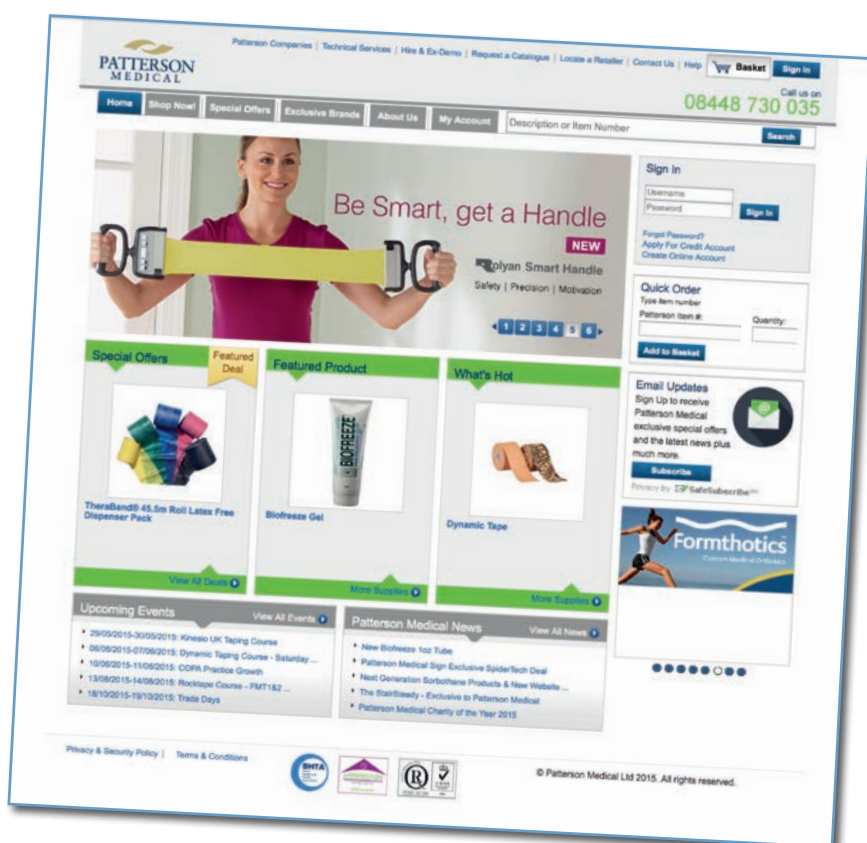 PATTERSON
MEDICAL
Patterson Companies | Technical Services | Hire & Ex-Demo | Request a Catalogue | Locate a Retailer | Contact Us | Help
Basket
Sign In
Call us on
08448 730 035
Home
Shop Now!
Special Offers
Exclusive Brands
About Us
My Account
Description or Item Number
Search
Be Smart, get a Handle
NEW
Rolyan Smart Handle
Safety | Precision | Motivation
1 2 3 4 5 6
Sign In
Username
Password
Sign In
Forgot Password?
Apply For Credit Account
Create Online Account
Quick Order
Type item number
Patterson Item #:
Quantity:
Add to Basket
Email Updates
Sign Up to receive
Patterson Medical
exclusive special offers
and the latest news plus
much more.
Subscribe
Privacy by SafeSubscribe
Formthotics
Custom Medical Orthotics
Special Offers
Featured
Deal
BIOFREEZE
TheraBand® 45.5m Roll Latex Free
Dispenser Pack
View All Deals
Featured Product
Biofreeze Gel
More Supplies
What's Hot
Dynamic Tape
More Supplies
Upcoming Events
View All Events
29/05/2015-30/05/2015: Kinesio UK Taping Course
06/06/2015-07/06/2015: Dynamic Taping Course - Saturday ...
10/06/2015-11/06/2015: COPA Practice Growth
13/08/2015-14/08/2015: Rocktape Course - FMT1&2 ...
18/10/2015-19/10/2015: Trade Days
Patterson Medical News
View All News
New Biofreeze 1oz Tube
Patterson Medical Sign Exclusive SpiderTech Deal
Next Generation Sorbothane Products & New Website ...
The StairSteady - Exclusive to Patterson Medical
Patterson Medical Charity of the Year 2015
Privacy & Security Policy |
Terms & Conditions
BHTA
R
© Patterson Medical Ltd 2015. All rights reserved.